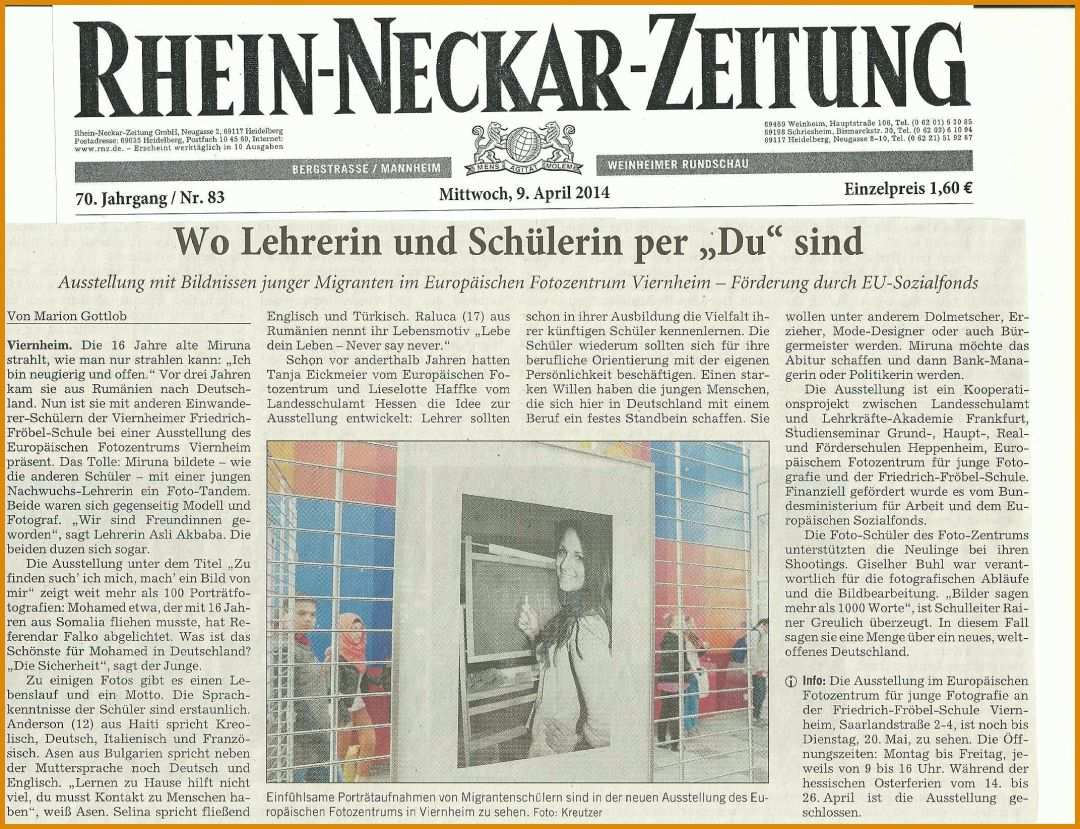 RHEIN-NECKAR-ZEITUNG
Rhein-Neckar-Zeitung GmbH, Neugasse 2, 69117 Heidelberg
Postadresse: 69035 Heidelberg, Postfach 10 45 60, Internet:
www.rnz.de. – Erscheint werktäglich in 10 Ausgaben
69469 Weinheim, Hauptstraße 108, Tel. (0 62 01) 6 30 85
69198 Schriesheim, Bismarckstr. 30, Tel. (0 62 03) 6 10 94
69117 Heidelberg, Neugasse 8–10, Tel. (0 62 21) 51 92 67
BERGSTRASSE / MANNHEIM
MENS AGITAT MOLEM
WEINHEIMER RUNDSCHAU
70. Jahrgang / Nr. 83
Mittwoch, 9. April 2014
Einzelpreis 1,60 €
Wo Lehrerin und Schülerin per „Du“ sind
Ausstellung mit Bildnissen junger Migranten im Europäischen Fotozentrum Viernheim – Förderung durch EU-Sozialfonds
Von Marion Gottlob
Viernheim. Die 16 Jahre alte Miruna
strahlt, wie man nur strahlen kann: „Ich
bin neugierig und offen.“ Vor drei Jahren
kam sie aus Rumänien nach Deutsch-
land. Nun ist sie mit anderen Einwande-
rer-Schülern der Viernheimer Friedrich-
Fröbel-Schule bei einer Ausstellung des
Europäischen Fotozentrums Viernheim
präsent. Das Tolle: Miruna bildete – wie
die anderen Schüler – mit einer jungen
Nachwuchs-Lehrerin ein Foto-Tandem.
Beide waren sich gegenseitig Modell und
Fotograf. „Wir sind Freundinnen ge-
worden“, sagt Lehrerin Asli Akbaba. Die
beiden duzen sich sogar.
Die Ausstellung unter dem Titel „Zu
finden such’ ich mich, mach’ ein Bild von
mir“ zeigt weit mehr als 100 Porträtfo-
tografien: Mohamed etwa, der mit 16 Jah-
ren aus Somalia fliehen musste, hat Re-
ferendar Falko abgelichtet. Was ist das
Schönste für Mohamed in Deutschland?
„Die Sicherheit“, sagt der Junge.
Zu einigen Fotos gibt es einen Le-
benslauf und ein Motto. Die Sprach-
kenntnisse der Schüler sind erstaunlich.
Anderson (12) aus Haiti spricht Kreo-
lisch, Deutsch, Italienisch und Franzö-
sisch. Asen aus Bulgarien spricht neben
der Muttersprache noch Deutsch und
Englisch. „Lernen zu Hause hilft nicht
viel, du musst Kontakt zu Menschen ha-
ben“, weiß Asen. Selina spricht fließend
Englisch und Türkisch. Raluca (17) aus
Rumänien nennt ihr Lebensmotiv „Lebe
dein Leben – Never say never.“
Schon vor anderthalb Jahren hatten
Tanja Eickmeier vom Europäischen Fo-
tozentrum und Lieselotte Haffke vom
Landesschulamt Hessen die Idee zur
Ausstellung entwickelt: Lehrer sollten
schon in ihrer Ausbildung die Vielfalt ih-
rer künftigen Schüler kennenlernen. Die
Schüler wiederum sollten sich für ihre
berufliche Orientierung mit der eigenen
Persönlichkeit beschäftigen. Einen star-
ken Willen haben die jungen Menschen,
die sich hier in Deutschland mit einem
Beruf ein festes Standbein schaffen. Sie
wollen unter anderem Dolmetscher, Er-
zieher, Mode-Designer oder auch Bür-
germeister werden. Miruna möchte das
Abitur schaffen und dann Bank-Mana-
gerin oder Politikerin werden.
Die Ausstellung ist ein Kooperati-
onsprojekt zwischen Landesschulamt
und Lehrkräfte-Akademie Frankfurt,
Studienseminar Grund-, Haupt-, Real-
und Förderschulen Heppenheim, Euro-
päischem Fotozentrum für junge Foto-
grafie und der Friedrich-Fröbel-Schule.
Finanziell gefördert wurde es vom Bun-
desministerium für Arbeit und dem Eu-
ropäischen Sozialfonds.
Die Foto-Schüler des Foto-Zentrums
unterstützten die Neulinge bei ihren
Shootings. Giselher Buhl war verant-
wortlich für die fotografischen Abläufe
und die Bildbearbeitung. „Bilder sagen
mehr als 1000 Worte“, ist Schulleiter Rai-
ner Greulich überzeugt. In diesem Fall
sagen sie eine Menge über ein neues, welt-
offenes Deutschland.
Info: Die Ausstellung im Europäischen
Fotozentrum für junge Fotografie an
der Friedrich-Fröbel-Schule Viern-
heim, Saarlandstraße 2-4, ist noch bis
Dienstag, 20. Mai, zu sehen. Die Öff-
nungszeiten: Montag bis Freitag, je-
weils von 9 bis 16 Uhr. Während der
hessischen Osterferien vom 14. bis
26. April ist die Ausstellung ge-
schlossen.
Einfühlsame Porträtaufnahmen von Migrantenschülern sind in der neuen Ausstellung des Eu-
ropäischen Fotozentrums in Viernheim zu sehen. Foto: Kreutzer